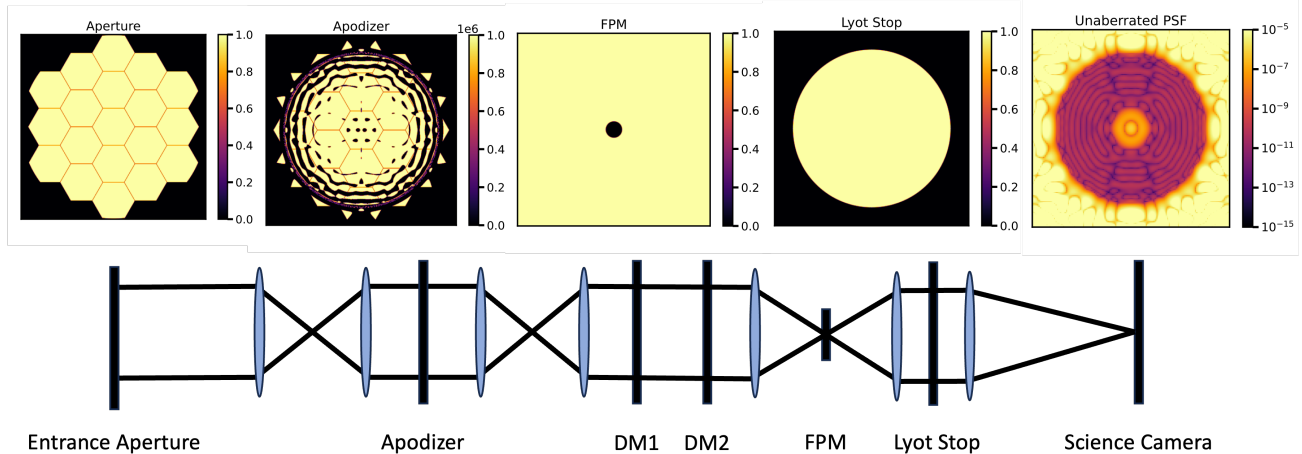 Aperture
1.0
0.8
0.6
0.4
0.2
0.0
Apodizer
1e6
1.0
0.8
0.6
0.4
0.2
0.0
FPM
1.0
0.8
0.6
0.4
0.2
0.0
Lyot Stop
1.0
0.8
0.6
0.4
0.2
0.0
Unaberrated PSF
10⁻⁵
10⁻⁷
10⁻⁹
10⁻¹¹
10⁻¹³
10⁻¹⁵
Entrance Aperture
Apodizer
DM1
DM2
FPM
Lyot Stop
Science Camera